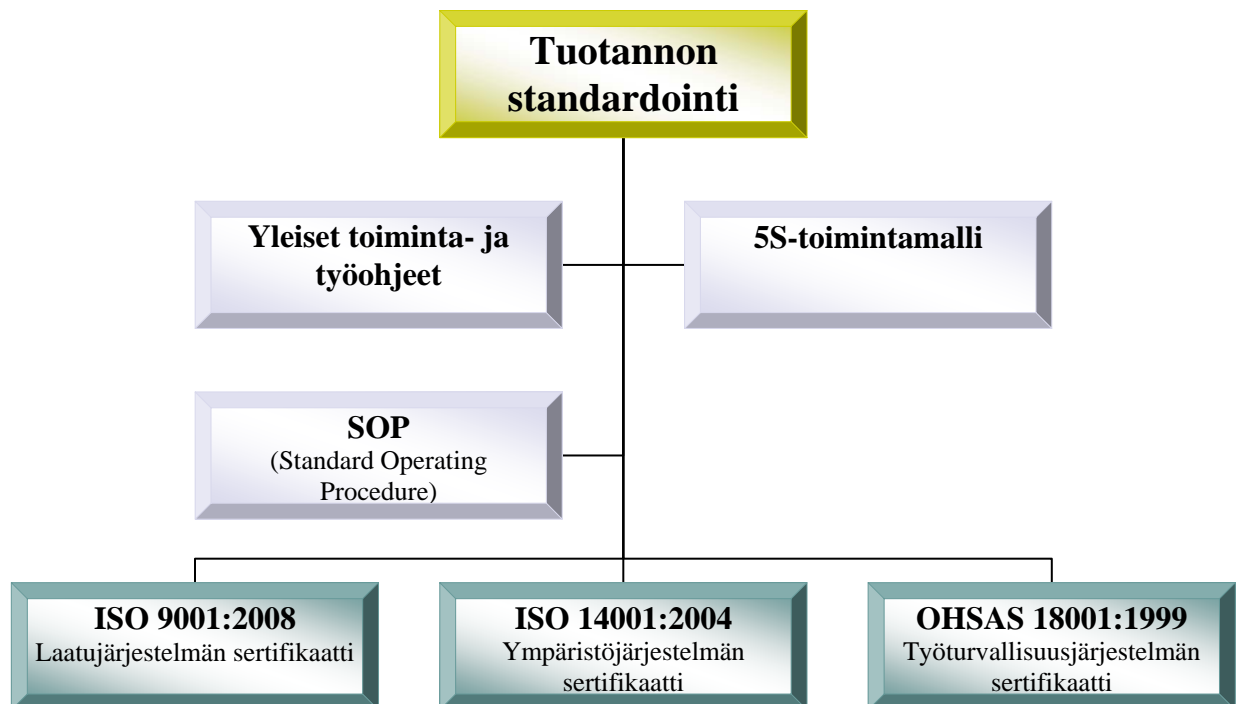 Tuotannon
standardointi
Yleiset toiminta- ja
työohjeet
5S-toimintamalli
SOP
(Standard Operating
Procedure)
ISO 9001:2008
Laatujärjestelmän sertifikaatti
ISO 14001:2004
Ympäristöjärjestelmän
sertifikaatti
OHSAS 18001:1999
Työturvallisuusjärjestelmän
sertifikaatti